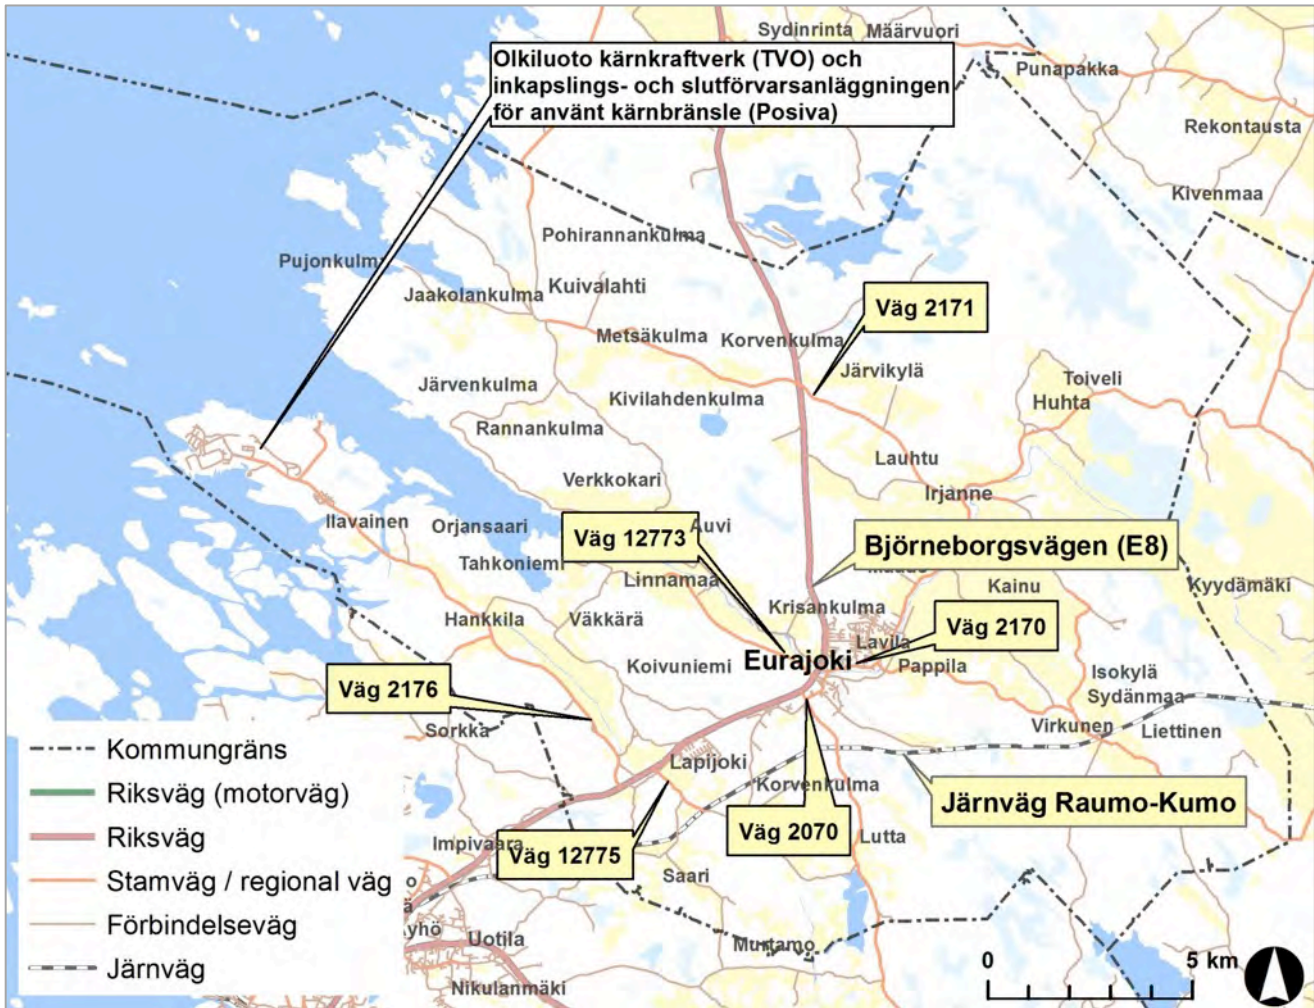 Sydinrinta
Määrvuori
Olkiluoto kärnkraftverk (TVO) och
inkapslings- och slutförvarsanläggningen
för använt kärnbränsle (Posiva)
Punapakka
Rekontausta
Kivenmaa
Pohirannankulma
Pujonkulma
Kuivalahti
Jaakolankulma
Väg 2171
Metsäkulma
Korvenkulma
Järvikylä
Toiveli
Järvenkulma
Kivilahdenkulma
Huhta
Rannankulma
Lauhtu
Verkkokari
Irjanne
Ilavainen
Orjansaari
Väg 12773
Auvi
Björneborgsvägen (E8)
Tahkoniemi
Linnamaa
Kainu
Kyydämäki
Hankkila
Väkkärä
Krisankulma
Väg 2170
Lavila
Koivuniemi
Eurajoki
Pappila
Isokylä
Väg 2176
Sydänmaa
Sorkka
Virkunen
Liettinen
Lapijoki
Korvenkulma
Järnväg Raumo-Kumo
Väg 2070
Lutta
Impivaara
Väg 12775
Saari
Uotila
Murtamo
Nikulanmäki
yhö
Kommungräns
Riksväg (motorväg)
Riksväg
Stamväg / regional väg
Förbindelseväg
Järnväg
0 5 km